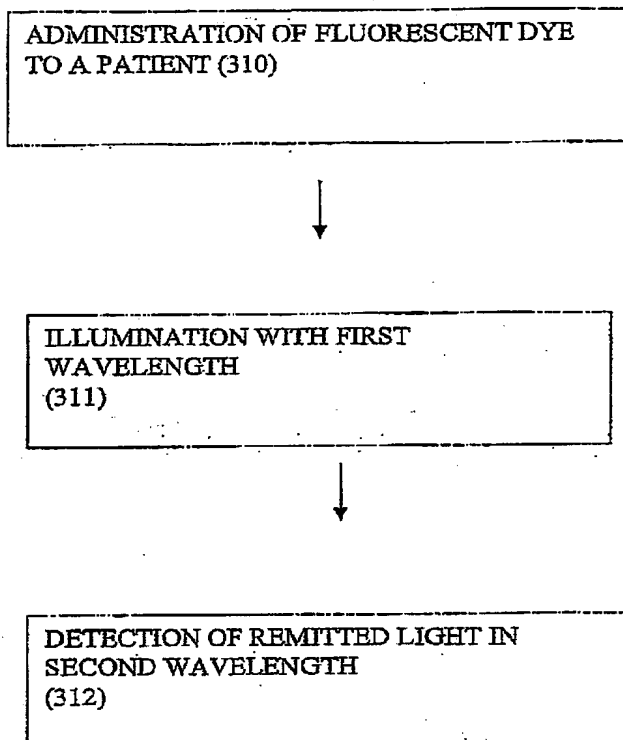 ADMINISTRATION OF FLUORESCENT DYE
TO A PATIENT (310)
ILLUMINATION WITH FIRST
WAVELENGTH
(311)
DETECTION OF REMITTED LIGHT IN
SECOND WAVELENGTH
(312)